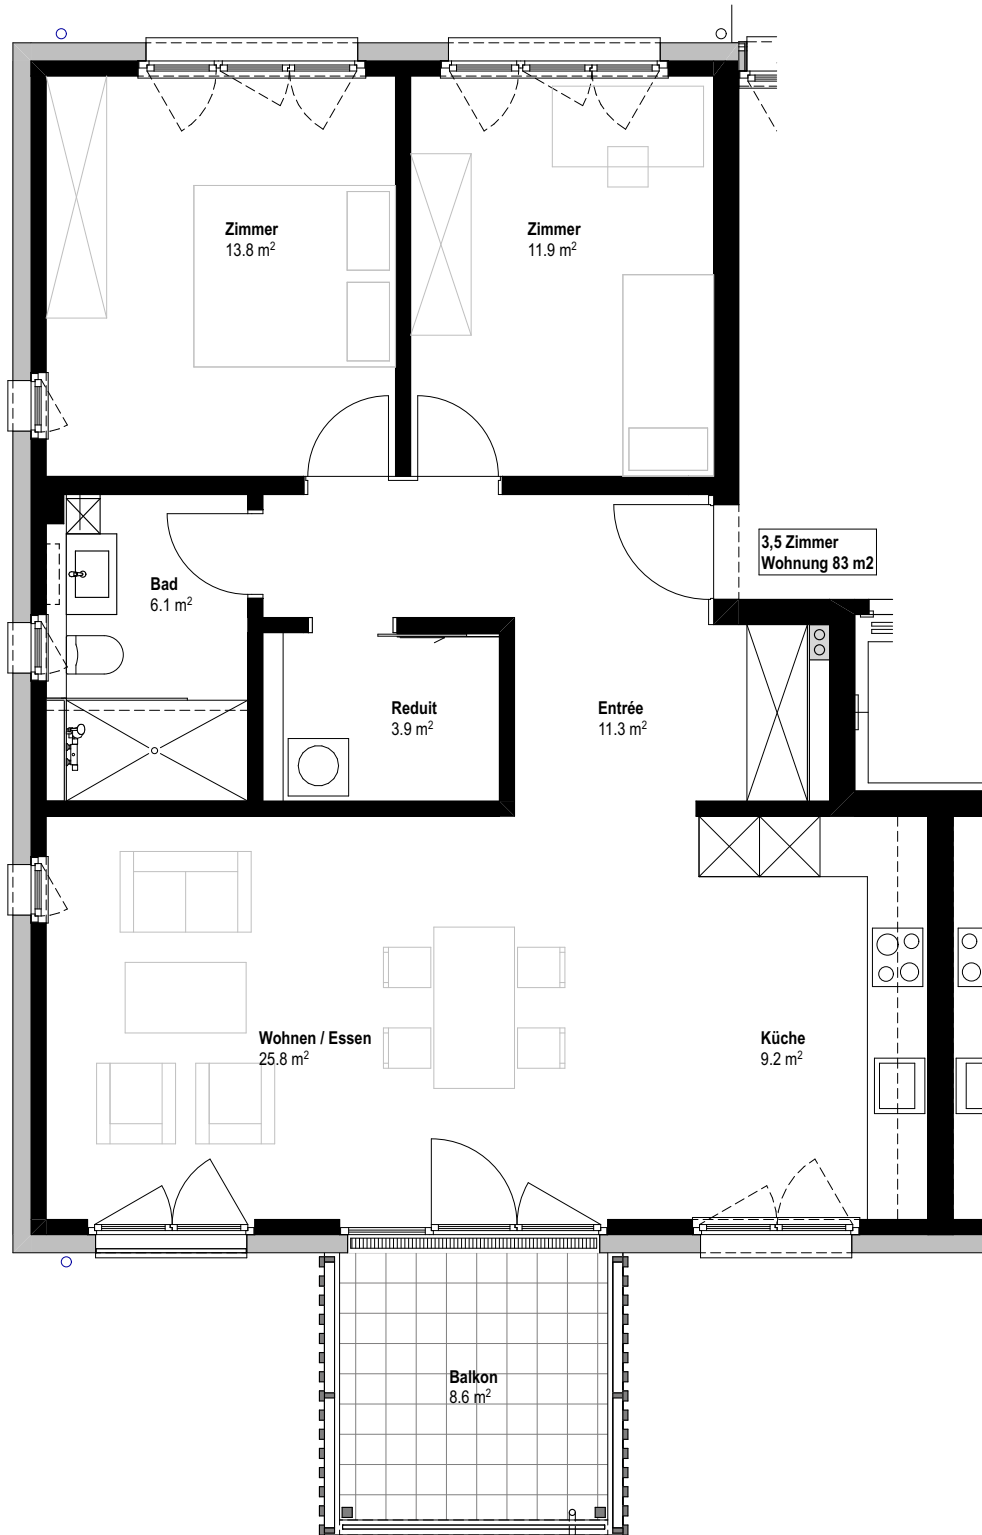 Zimmer
13.8 m²
Zimmer
11.9 m²
3,5 Zimmer
Wohnung 83 m2
Bad
6.1 m²
Reduit
3.9 m²
Entrée
11.3 m²
Wohnen / Essen
25.8 m²
Küche
9.2 m²
Balkon
8.6 m²